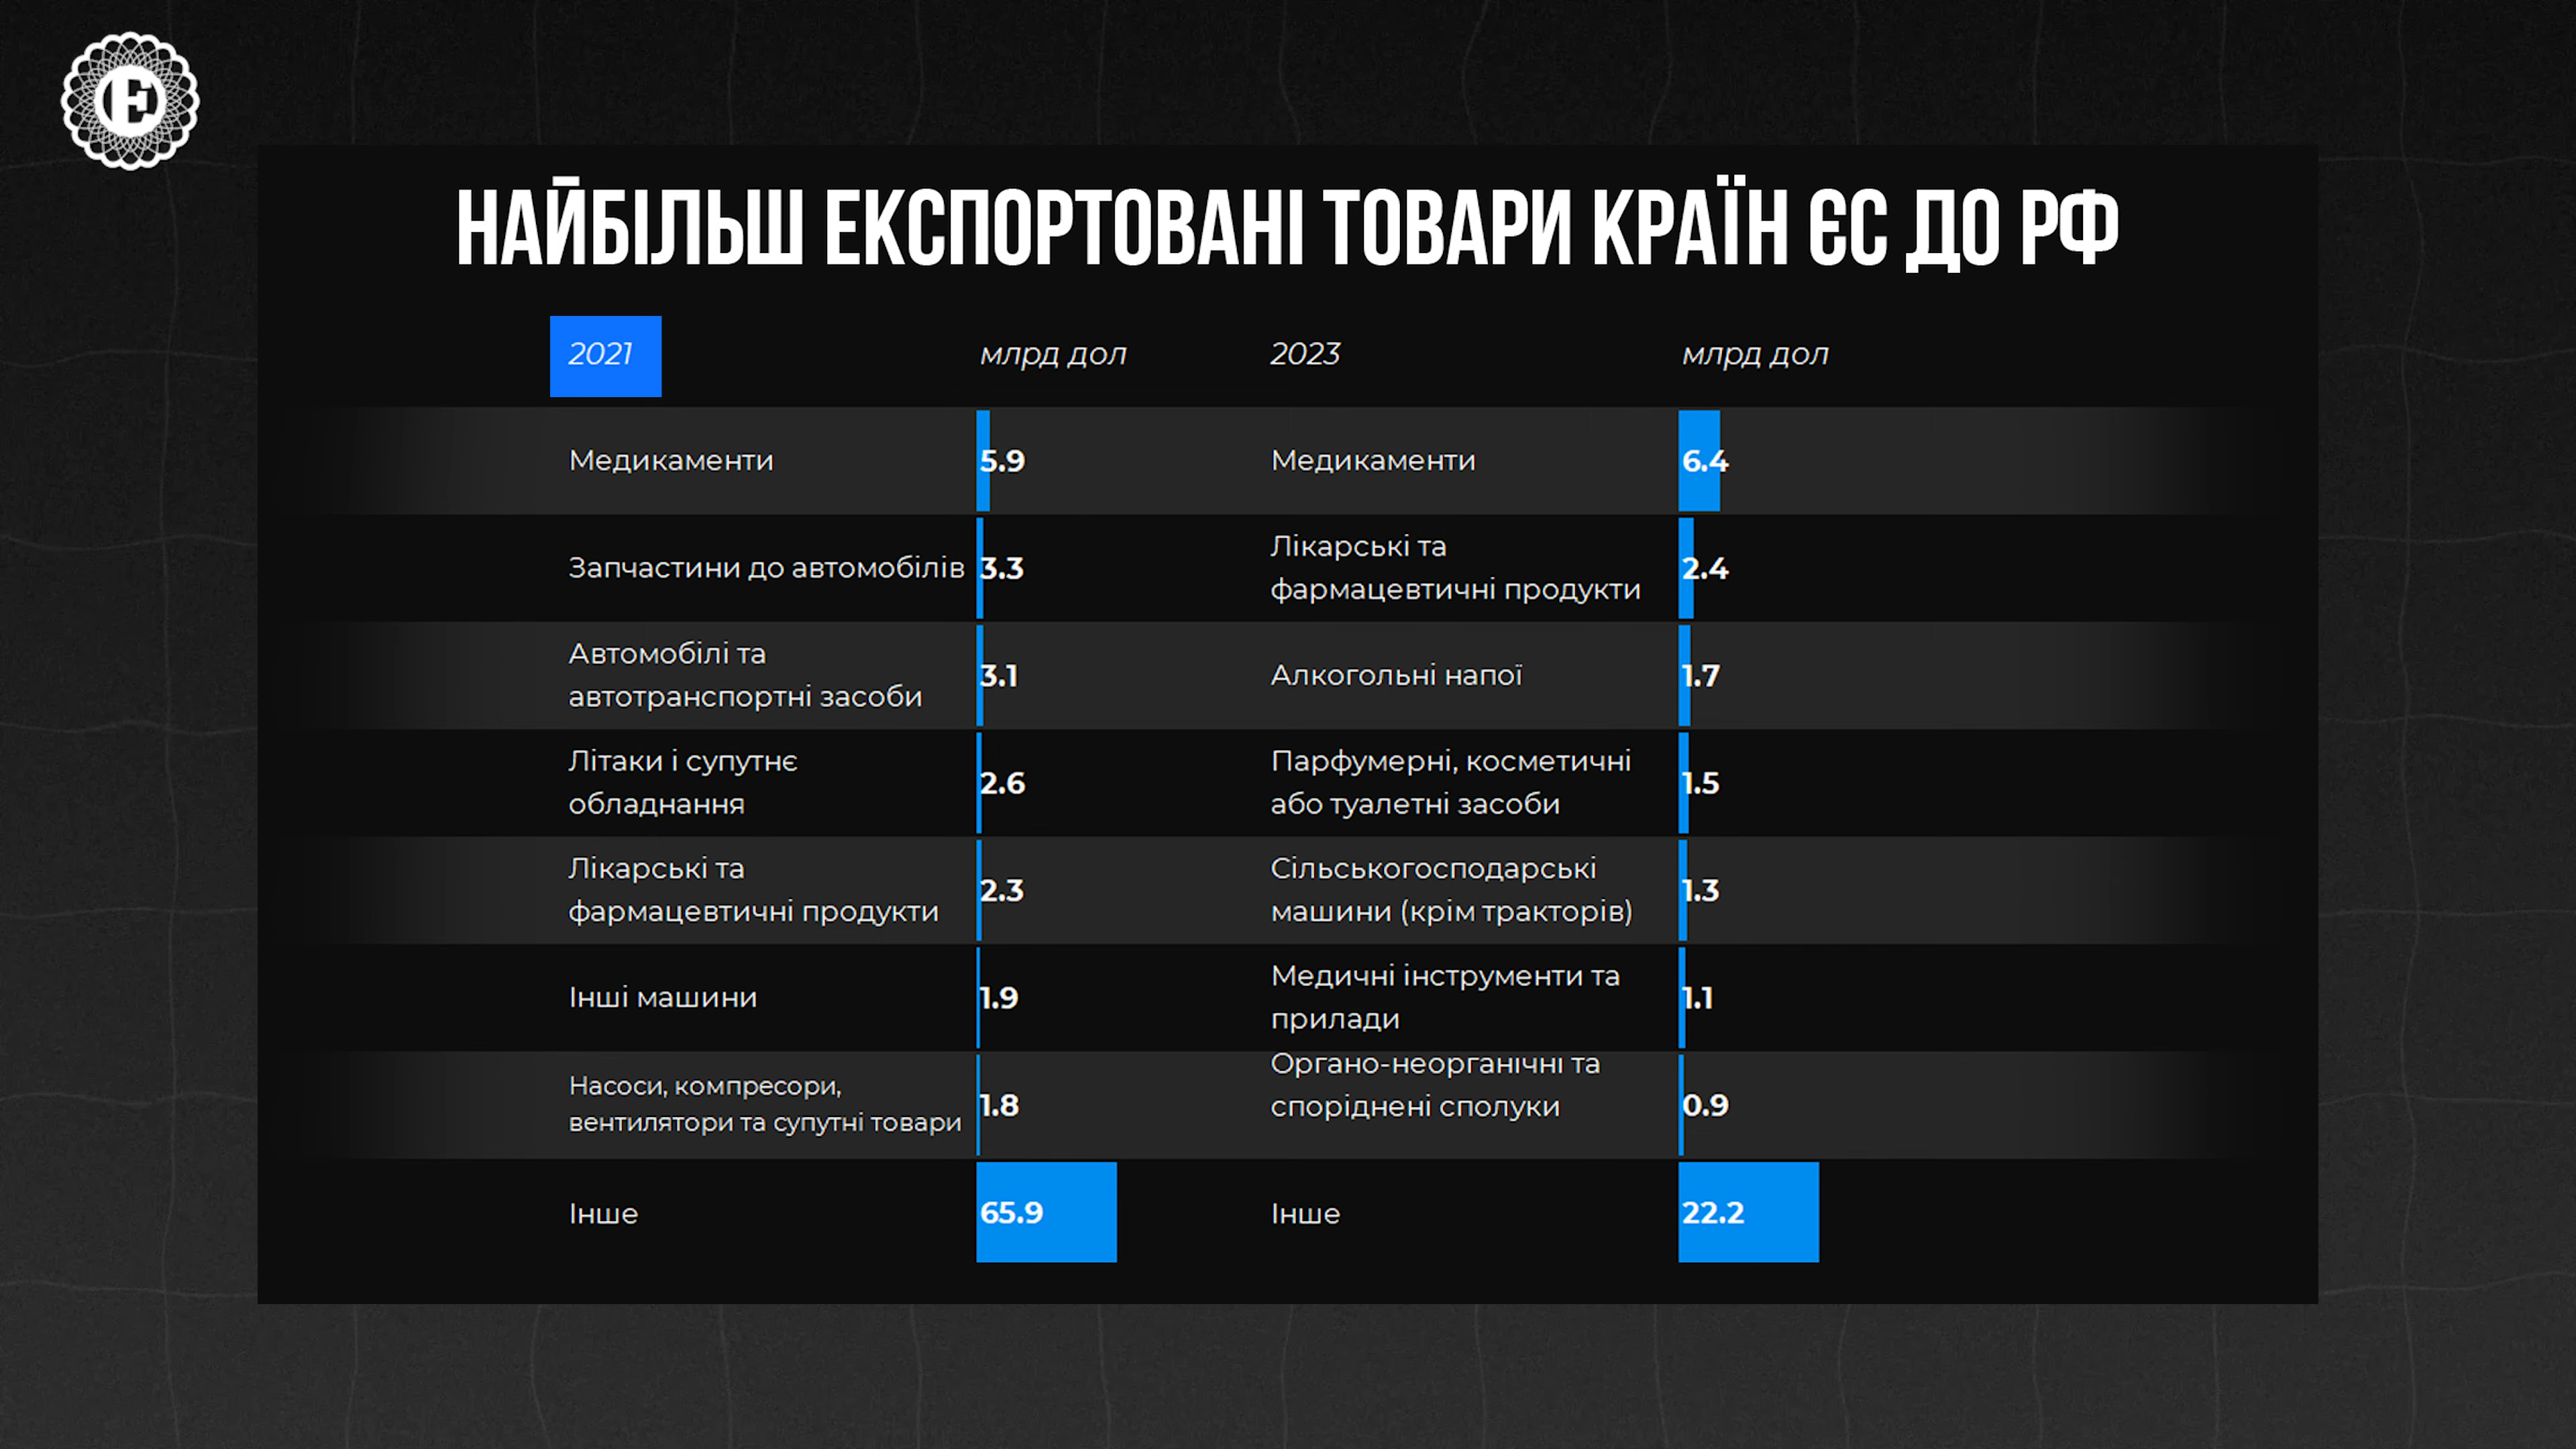 НАЙБІЛЬШ ЕКСПОРТОВАНІ ТОВАРИ КРАЇН ЄС ДО РФ
2021 млрд дол 2023 млрд дол
Медикаменти 5.9 Медикаменти 6.4
Запчастини до автомобілів 3.3 Лікарські та
фармацевтичні продукти 2.4
Автомобілі та
автотранспортні засоби 3.1 Алкогольні напої 1.7
Літаки і супутнє
обладнання 2.6 Парфумерні, косметичні
або туалетні засоби 1.5
Лікарські та
фармацевтичні продукти 2.3 Сільськогосподарські
машини (крім тракторів) 1.3
Інші машини 1.9 Медичні інструменти та
прилади 1.1
Насоси, компресори,
вентилятори та супутні товари 1.8 Органо-неорганічні та
споріднені сполуки 0.9
Інше 65.9 Інше 22.2